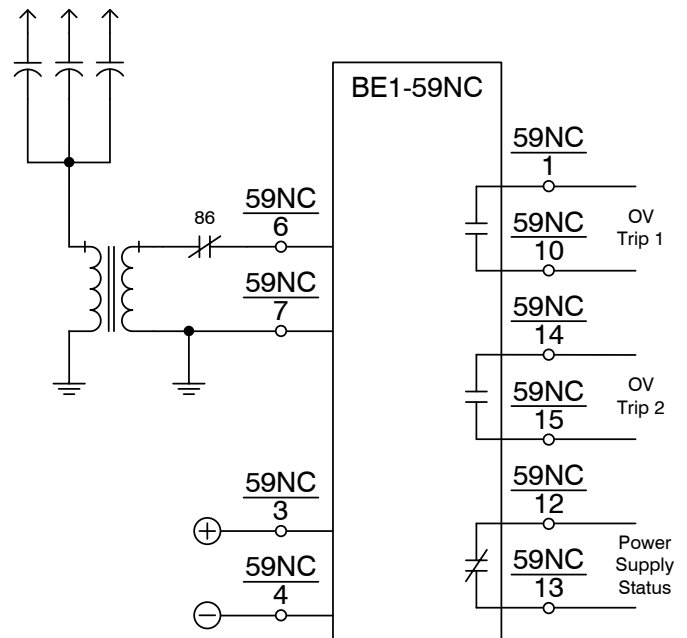 BE1-59NC
59NC
1
OV
Trip 1
59NC
10
86
59NC
6
59NC
7
59NC
14
OV
Trip 2
59NC
15
59NC
3
59NC
4
59NC
12
Power
Supply
Status
59NC
13